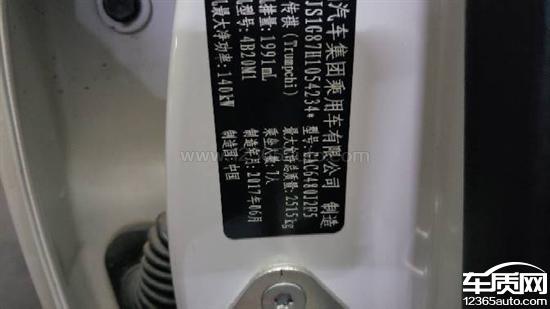 汽车集团乘用车有限公司 制造
JS1G87H1054234* 型号:GAC6480J2F5
传祺(Trumpchi) 最大允许总质量:2515kg
排量:1991mL 乘坐人数:7人
机型号:4B20M1 制造年月:2017年06月
最大净功率:140kW 制造国:中国
车质网
12365auto.com